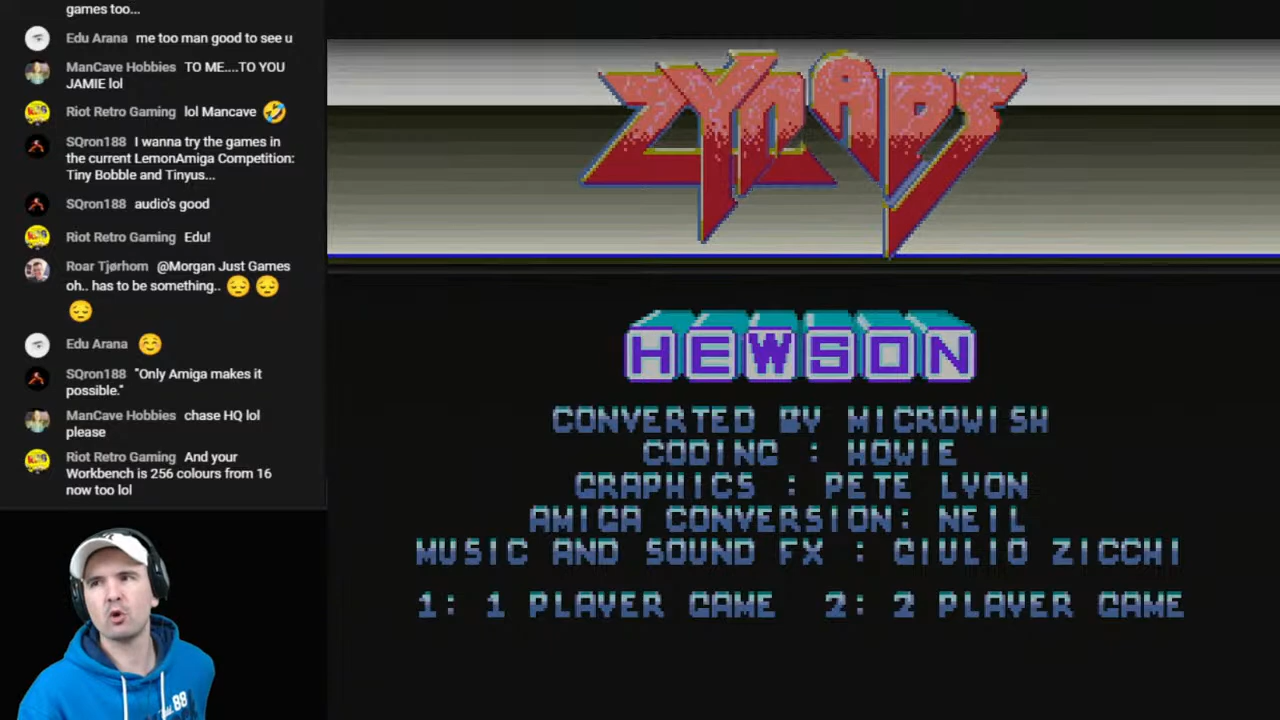 games too...
Edu Arana me too man good to see u
ManCave Hobbies TO ME....TO YOU
JAMIE lol
Riot Retro Gaming lol Mancave 🤣
SQron188 I wanna try the games in
the current LemonAmiga Competition:
Tiny Bobble and Tinyus...
SQron188 audio's good
Riot Retro Gaming Edu!
Roar Tjørhom @Morgan Just Games
oh.. has to be something.. 😔 😔
😔
Edu Arana ☺️
SQron188 "Only Amiga makes it
possible."
ManCave Hobbies chase HQ lol
please
Riot Retro Gaming And your
Workbench is 256 colours from 16
now too lol
88
ZYNAPS
HEWSON
CONVERTED BY MICROWISH
CODING : HOWIE
GRAPHICS : PETE LYON
AMIGA CONVERSION: NEIL
MUSIC AND SOUND FX : GIULIO ZICCHI
1: 1 PLAYER GAME 2: 2 PLAYER GAME